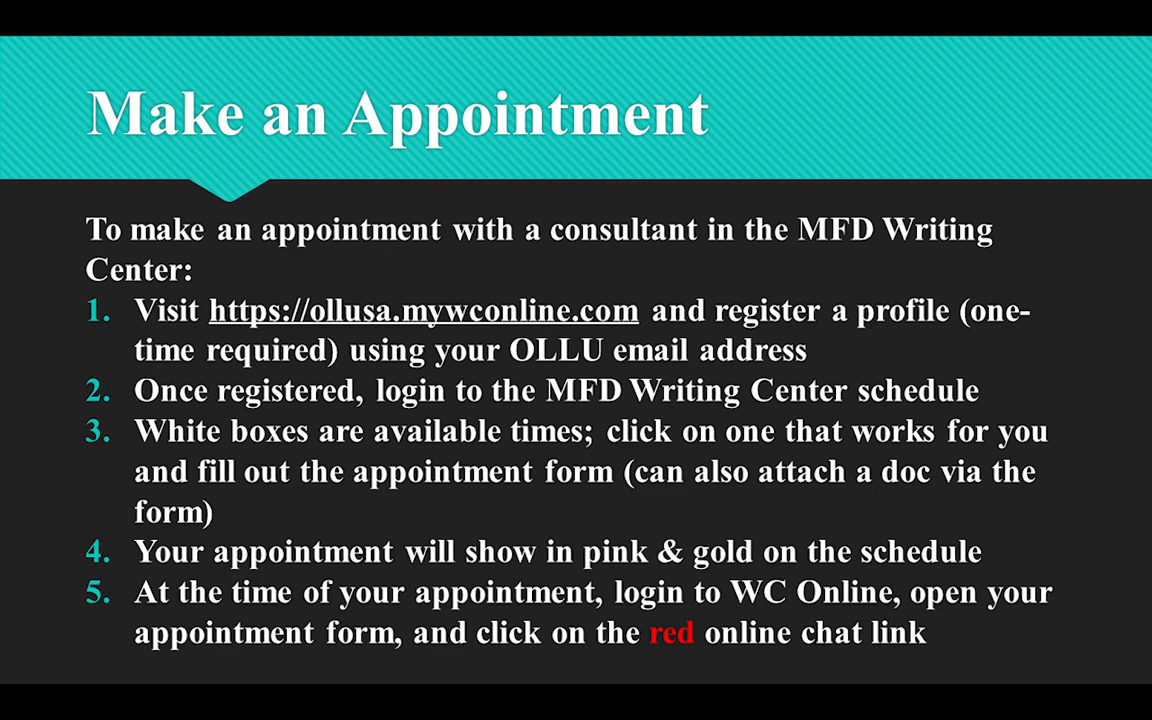 Make an Appointment
To make an appointment with a consultant in the MFD Writing
Center:
1. Visit https://ollusa.mywconline.com and register a profile (one-
time required) using your OLLU email address
2. Once registered, login to the MFD Writing Center schedule
3. White boxes are available times; click on one that works for you
and fill out the appointment form (can also attach a doc via the
form)
4. Your appointment will show in pink & gold on the schedule
5. At the time of your appointment, login to WC Online, open your
appointment form, and click on the red online chat link